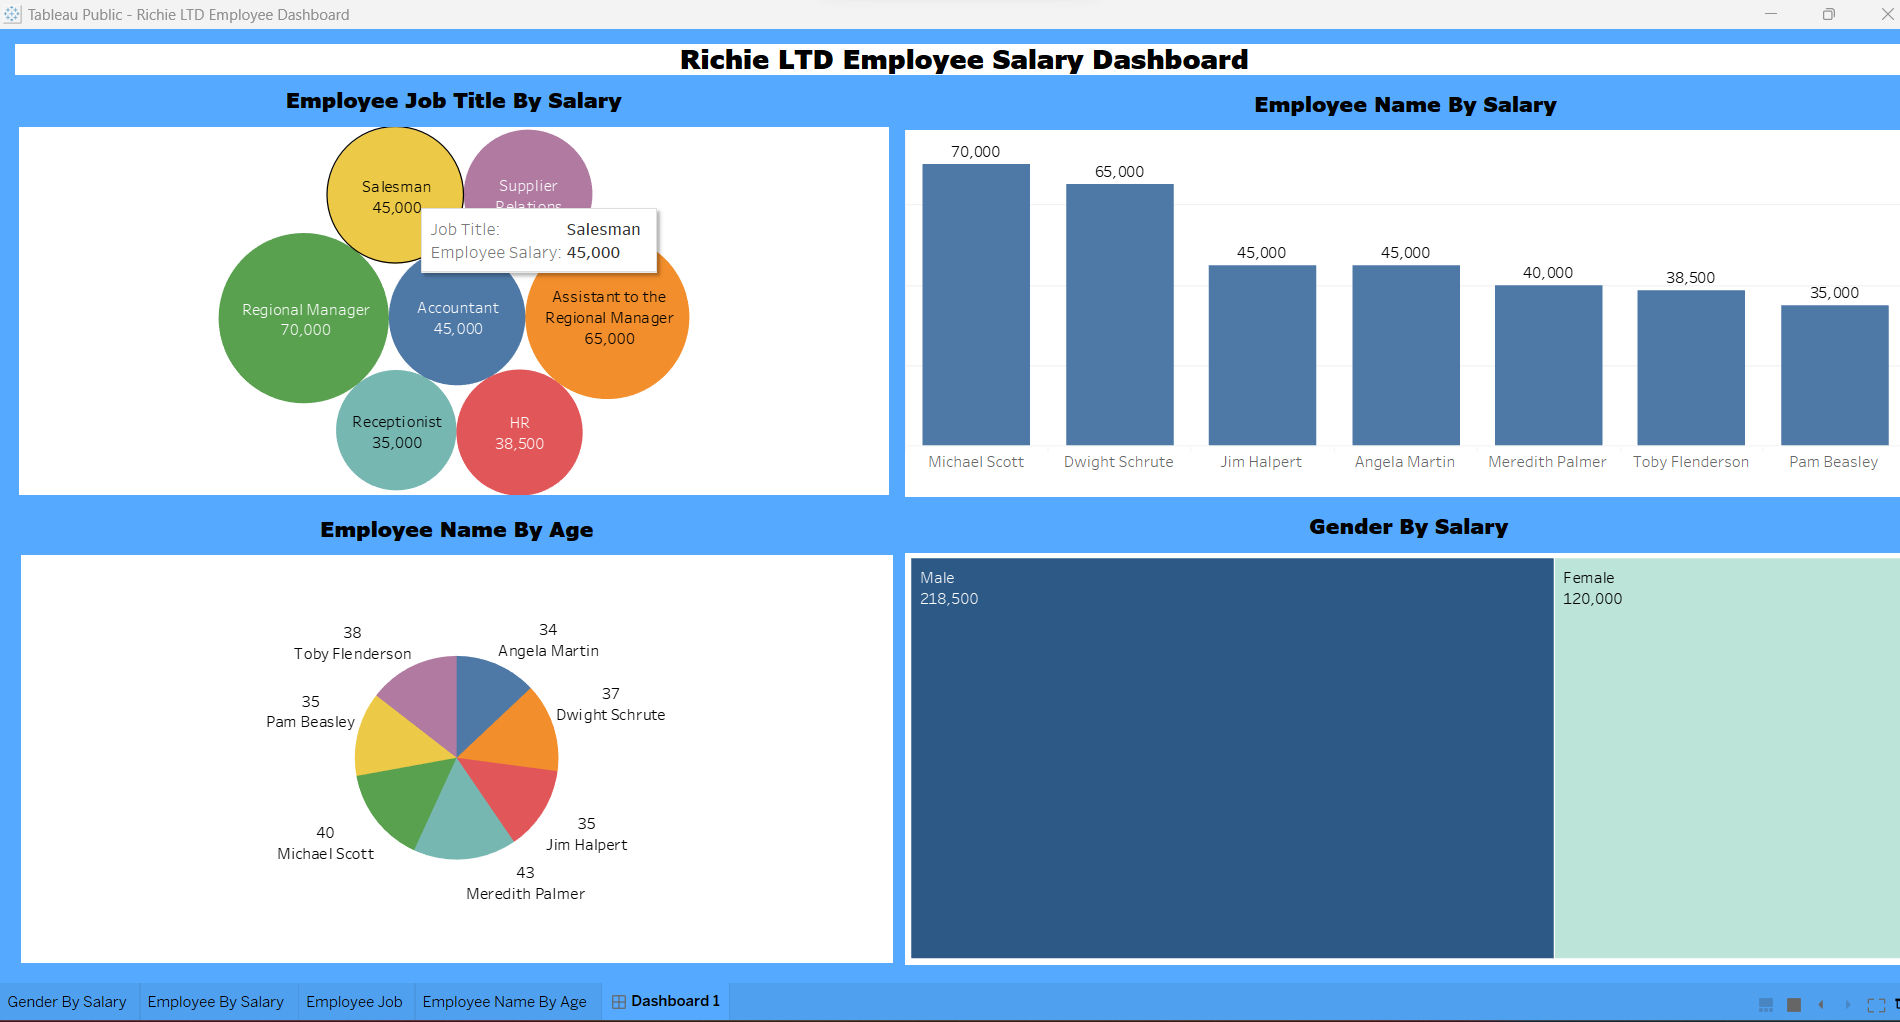 Tableau Public - Richie LTD Employee Dashboard
Richie LTD Employee Salary Dashboard
Employee Job Title By Salary
Salesman
45,000
Supplier
Relations
Job Title: Salesman
Employee Salary: 45,000
Regional Manager
70,000
Accountant
45,000
Assistant to the
Regional Manager
65,000
Receptionist
35,000
HR
38,500
Employee Name By Salary
70,000
65,000
45,000
45,000
40,000
38,500
35,000
Michael Scott
Dwight Schrute
Jim Halpert
Angela Martin
Meredith Palmer
Toby Flenderson
Pam Beasley
Employee Name By Age
38
Toby Flenderson
34
Angela Martin
35
Pam Beasley
37
Dwight Schrute
40
Michael Scott
35
Jim Halpert
43
Meredith Palmer
Gender By Salary
Male
218,500
Female
120,000
Gender By Salary
Employee By Salary
Employee Job
Employee Name By Age
Dashboard 1